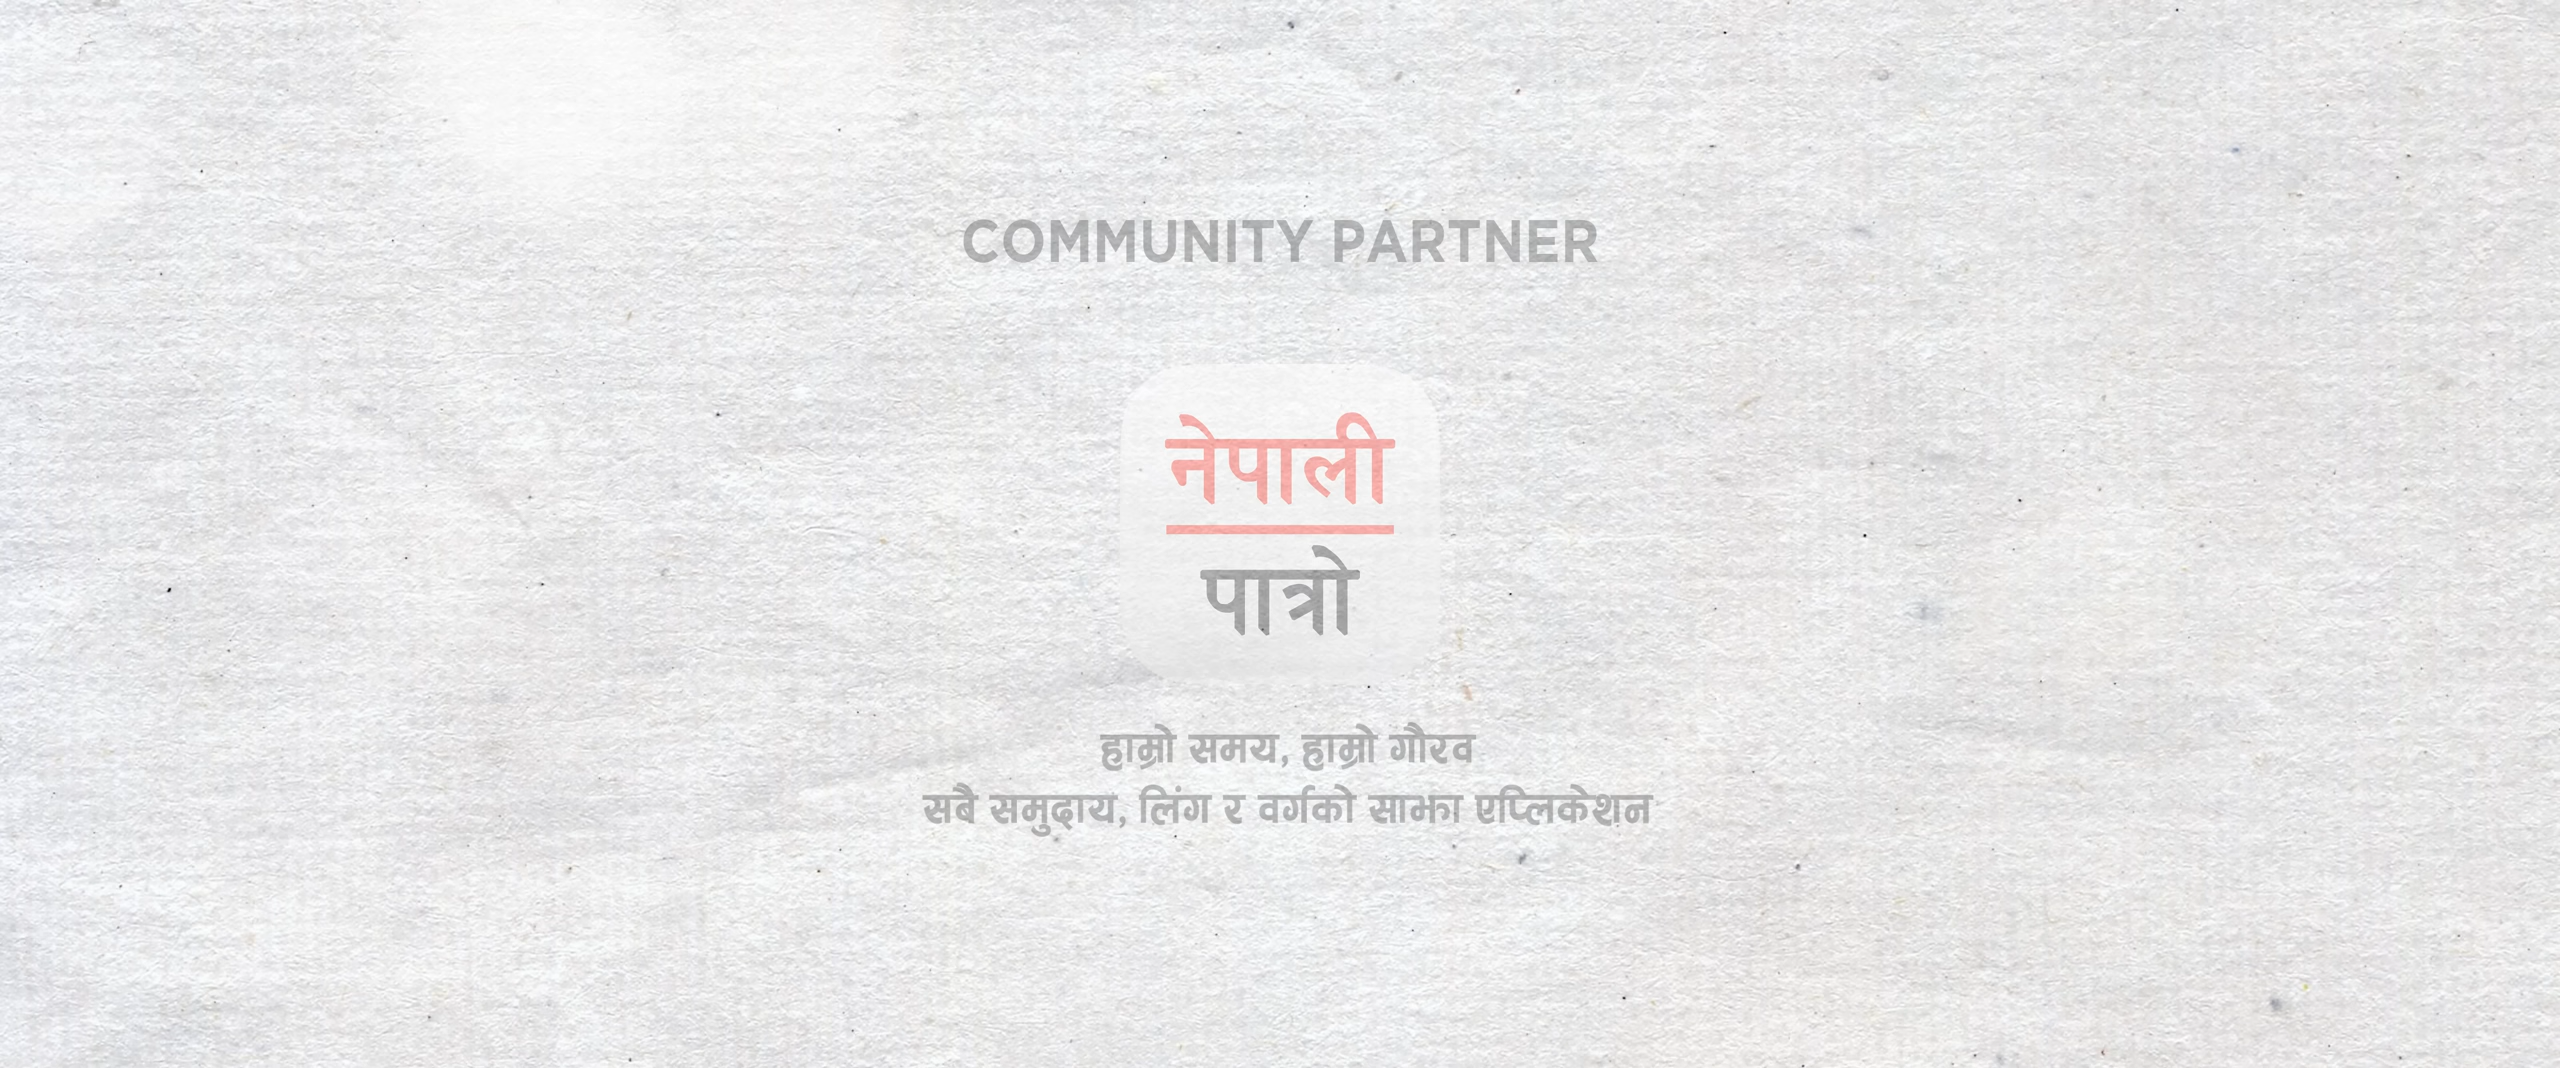 COMMUNITY PARTNER
नेपाली
पात्रो
हाम्रो समय, हाम्रो गौरव
सबै समुदाय, लिंग र वर्गको साझा एप्लिकेशन